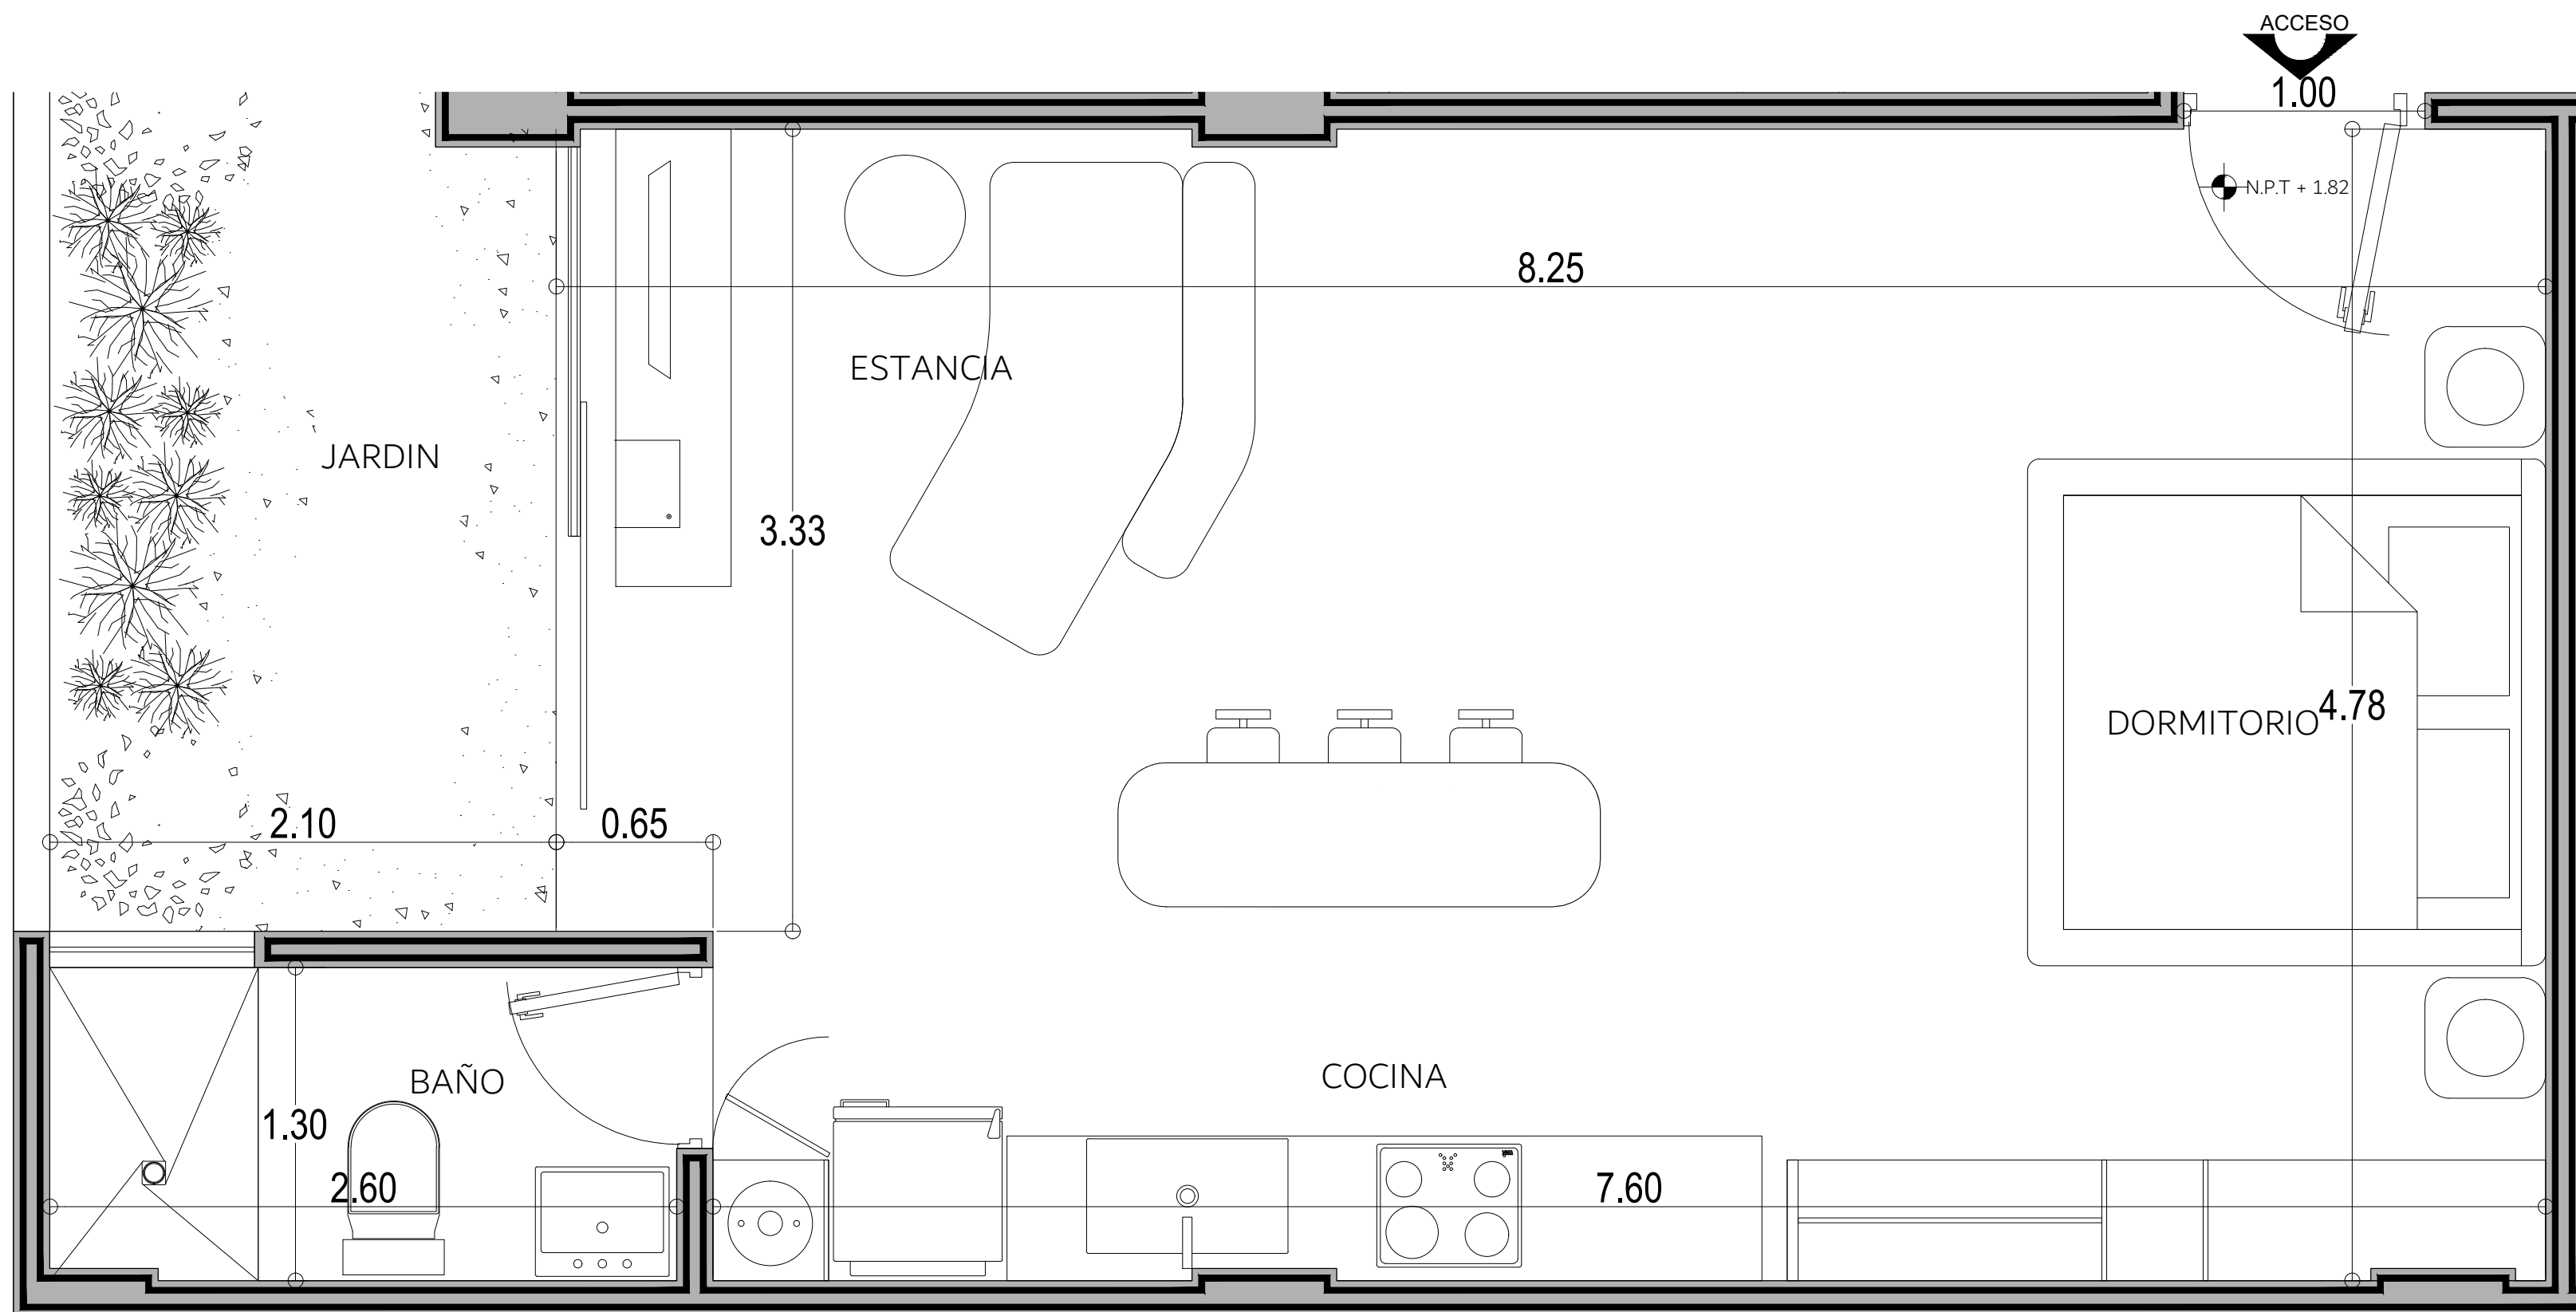 ACCESO
1.00
N.P.T + 1.82
8.25
ESTANCIA
JARDIN
3.33
4.78
DORMITORIO
2.10
0.65
COCINA
BAÑO
1.30
2.60
7.60